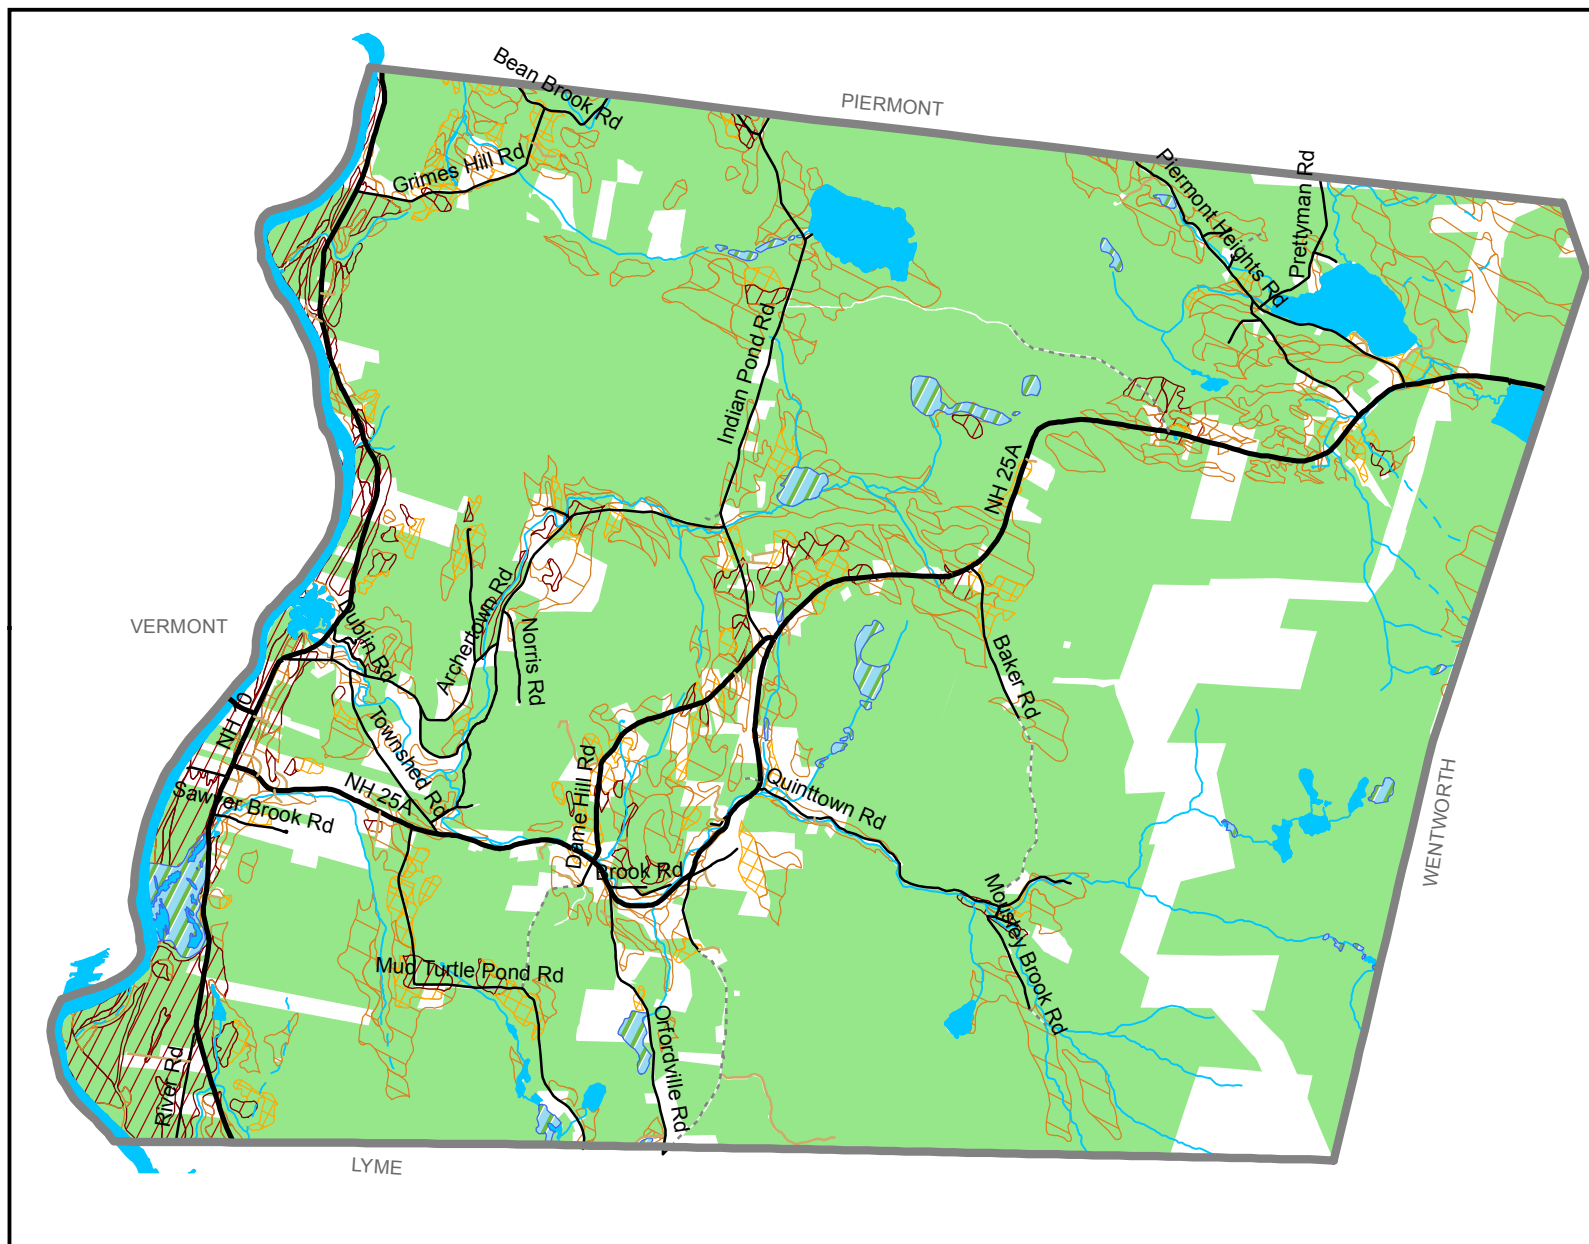 Bean Brook Rd
PIERMONT
Grimes Hill Rd
Piermont Heights Rd
Prettyman Rd
Indian Pond Rd
NH 25A
VERMONT
Dublin Rd
Archertown Rd
Norris Rd
Baker Rd
NH 10
Townshed Rd
NH 25A
Sawyer Brook Rd
Dame Hill Rd
Quinttown Rd
Brook Rd
WENTWORTH
Mousley Brook Rd
Mud Turtle Pond Rd
Orfordville Rd
River Rd
LYME